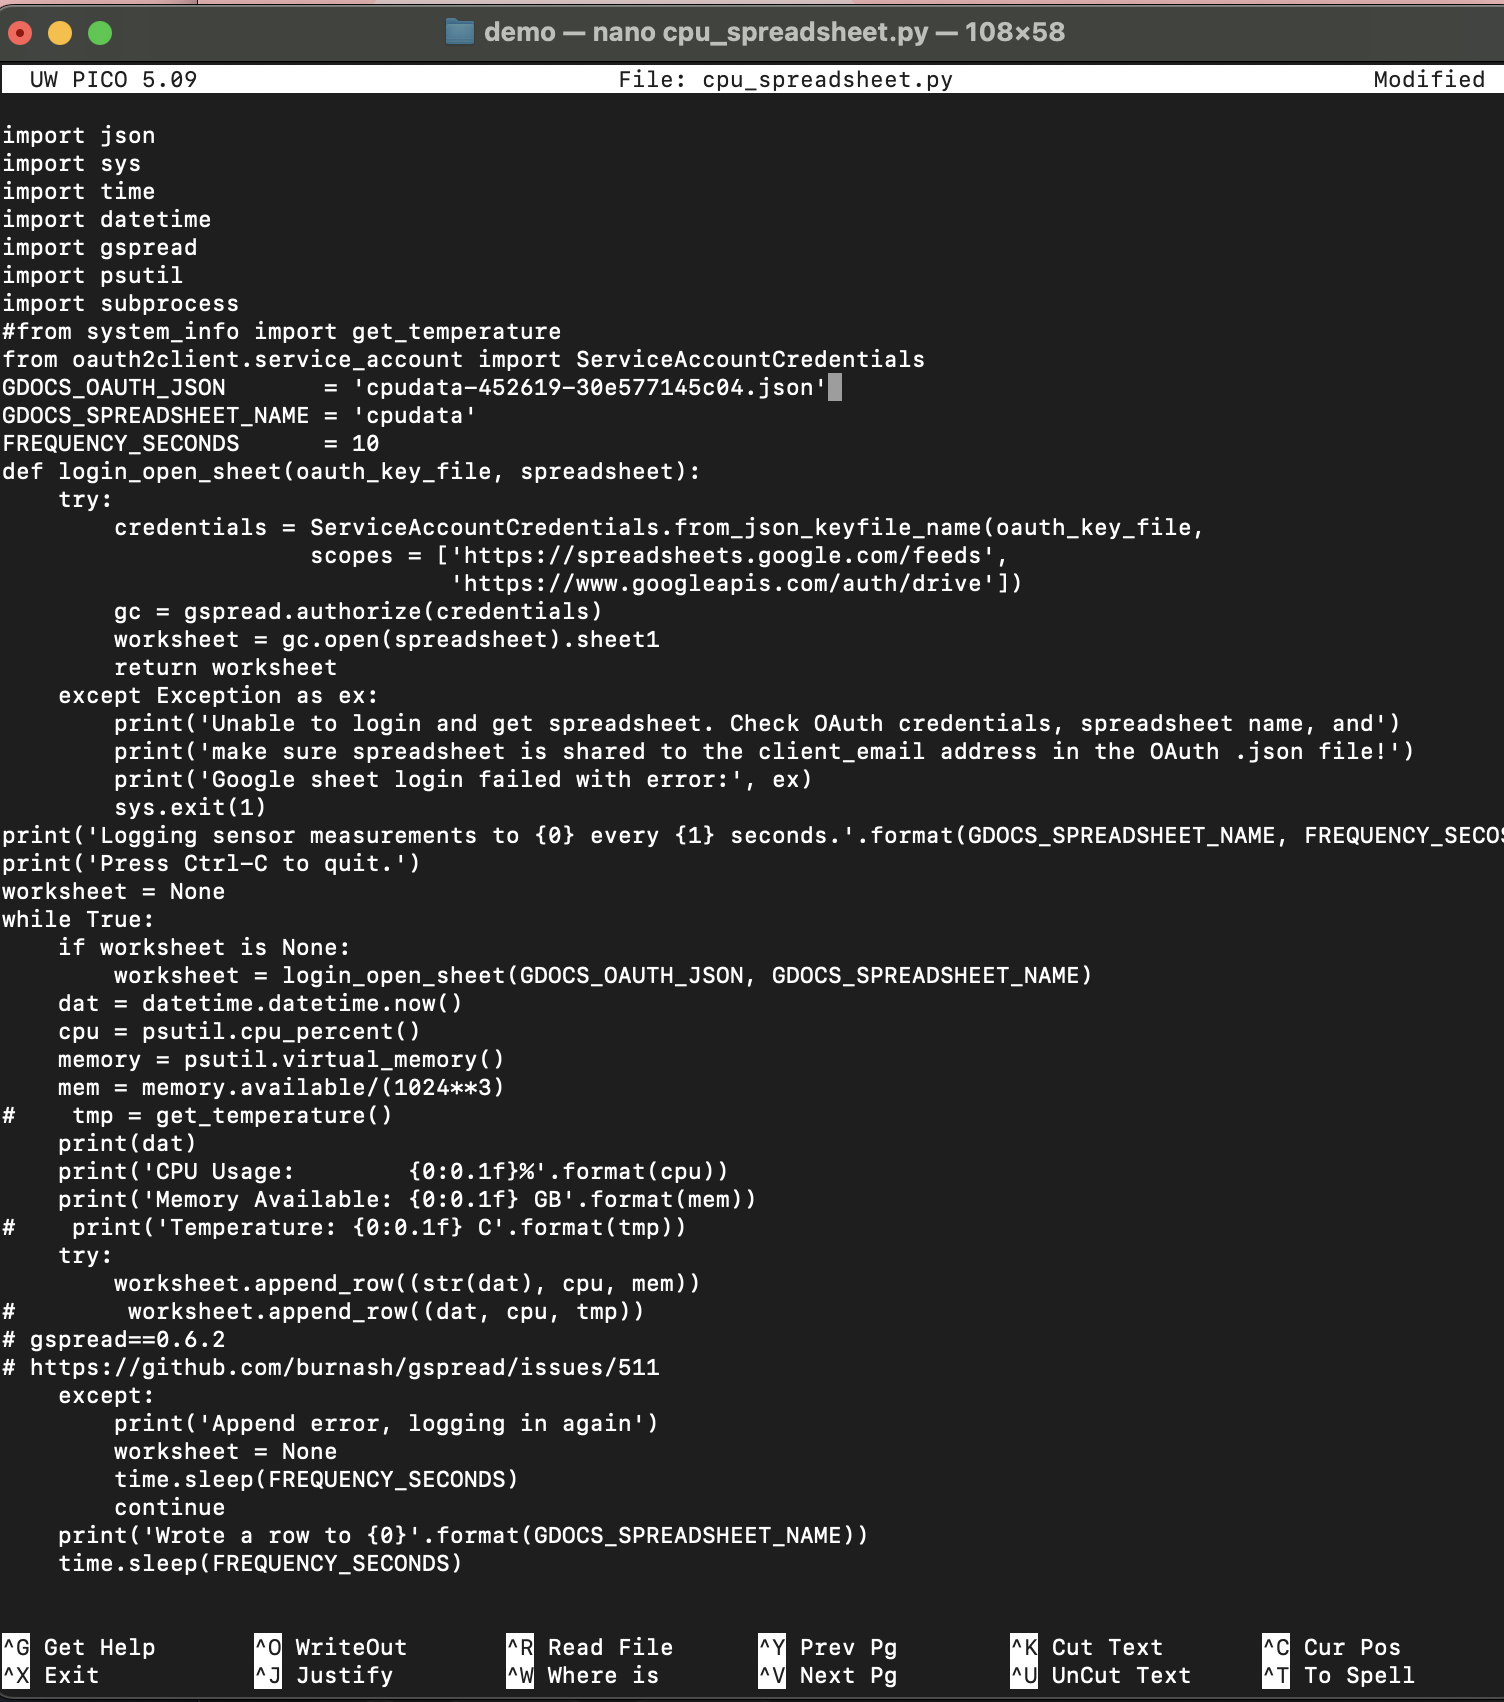 demo — nano cpu_spreadsheet.py — 108×58
UW PICO 5.09 File: cpu_spreadsheet.py Modified
import json
import sys
import time
import datetime
import gspread
import psutil
import subprocess
#from system_info import get_temperature
from oauth2client.service_account import ServiceAccountCredentials
GDOCS_OAUTH_JSON       = 'cpudata-452619-30e577145c04.json'
GDOCS_SPREADSHEET_NAME = 'cpudata'
FREQUENCY_SECONDS      = 10
def login_open_sheet(oauth_key_file, spreadsheet):
    try:
        credentials = ServiceAccountCredentials.from_json_keyfile_name(oauth_key_file,
                      scopes = ['https://spreadsheets.google.com/feeds',
                                'https://www.googleapis.com/auth/drive'])
        gc = gspread.authorize(credentials)
        worksheet = gc.open(spreadsheet).sheet1
        return worksheet
    except Exception as ex:
        print('Unable to login and get spreadsheet. Check OAuth credentials, spreadsheet name, and')
        print('make sure spreadsheet is shared to the client_email address in the OAuth .json file!')
        print('Google sheet login failed with error:', ex)
        sys.exit(1)
print('Logging sensor measurements to {0} every {1} seconds.'.format(GDOCS_SPREADSHEET_NAME, FREQUENCY_SECO$
print('Press Ctrl-C to quit.')
worksheet = None
while True:
    if worksheet is None:
        worksheet = login_open_sheet(GDOCS_OAUTH_JSON, GDOCS_SPREADSHEET_NAME)
    dat = datetime.datetime.now()
    cpu = psutil.cpu_percent()
    memory = psutil.virtual_memory()
    mem = memory.available/(1024**3)
#    tmp = get_temperature()
    print(dat)
    print('CPU Usage:        {0:0.1f}%'.format(cpu))
    print('Memory Available: {0:0.1f} GB'.format(mem))
#    print('Temperature: {0:0.1f} C'.format(tmp))
    try:
        worksheet.append_row((str(dat), cpu, mem))
#        worksheet.append_row((dat, cpu, tmp))
# gspread==0.6.2
# https://github.com/burnash/gspread/issues/511
    except:
        print('Append error, logging in again')
        worksheet = None
        time.sleep(FREQUENCY_SECONDS)
        continue
    print('Wrote a row to {0}'.format(GDOCS_SPREADSHEET_NAME))
    time.sleep(FREQUENCY_SECONDS)
^G Get Help ^O WriteOut ^R Read File ^Y Prev Pg ^K Cut Text ^C Cur Pos
^X Exit ^J Justify ^W Where is ^V Next Pg ^U UnCut Text ^T To Spell